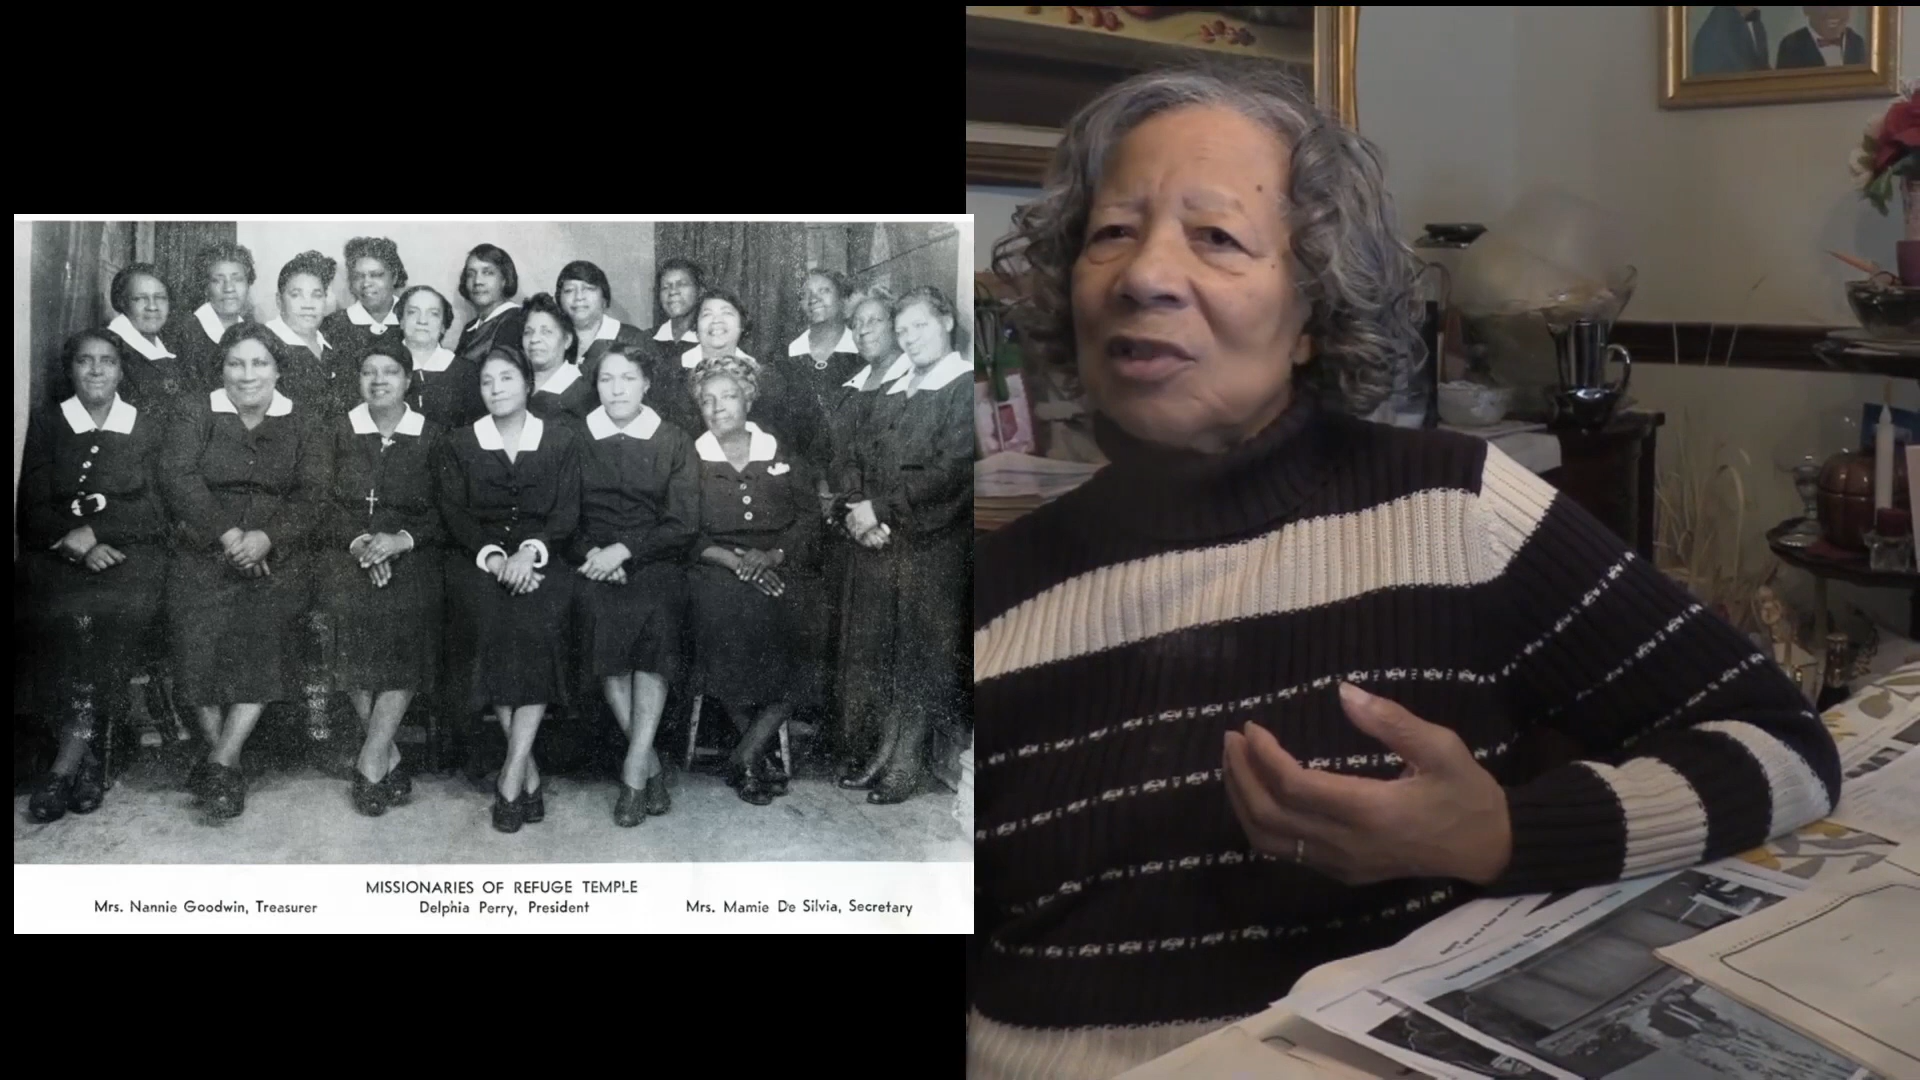 MISSIONARIES OF REFUGE TEMPLE
Mrs. Nannie Goodwin, Treasurer
Delphia Perry, President
Mrs. Mamie De Silvia, Secretary